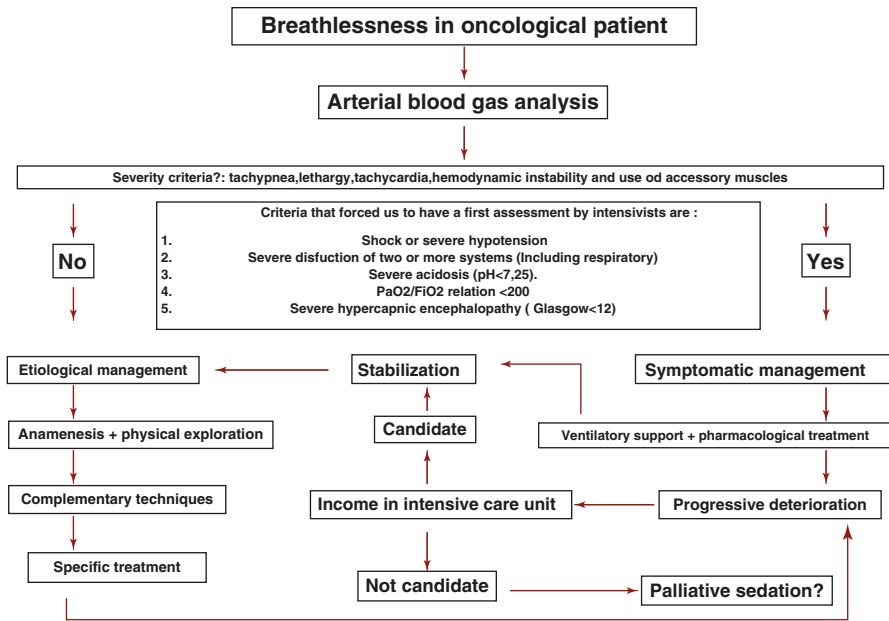 Breathlessness in oncological patient
Arterial blood gas analysis
Severity criteria?: tachypnea,lethargy,tachycardia,hemodynamic instability and use od accessory muscles
Criteria that forced us to have a first assessment by intensivists are :
1. Shock or severe hypotension
2. Severe disfuction of two or more systems (Including respiratory)
3. Severe acidosis (pH<7,25).
4. PaO2/FiO2 relation <200
5. Severe hypercapnic encephalopathy ( Glasgow<12)
No
Yes
Etiological management
Stabilization
Symptomatic management
Anamenesis + physical exploration
Candidate
Ventilatory support + pharmacological treatment
Complementary techniques
Income in intensive care unit
Progressive deterioration
Specific treatment
Not candidate
Palliative sedation?